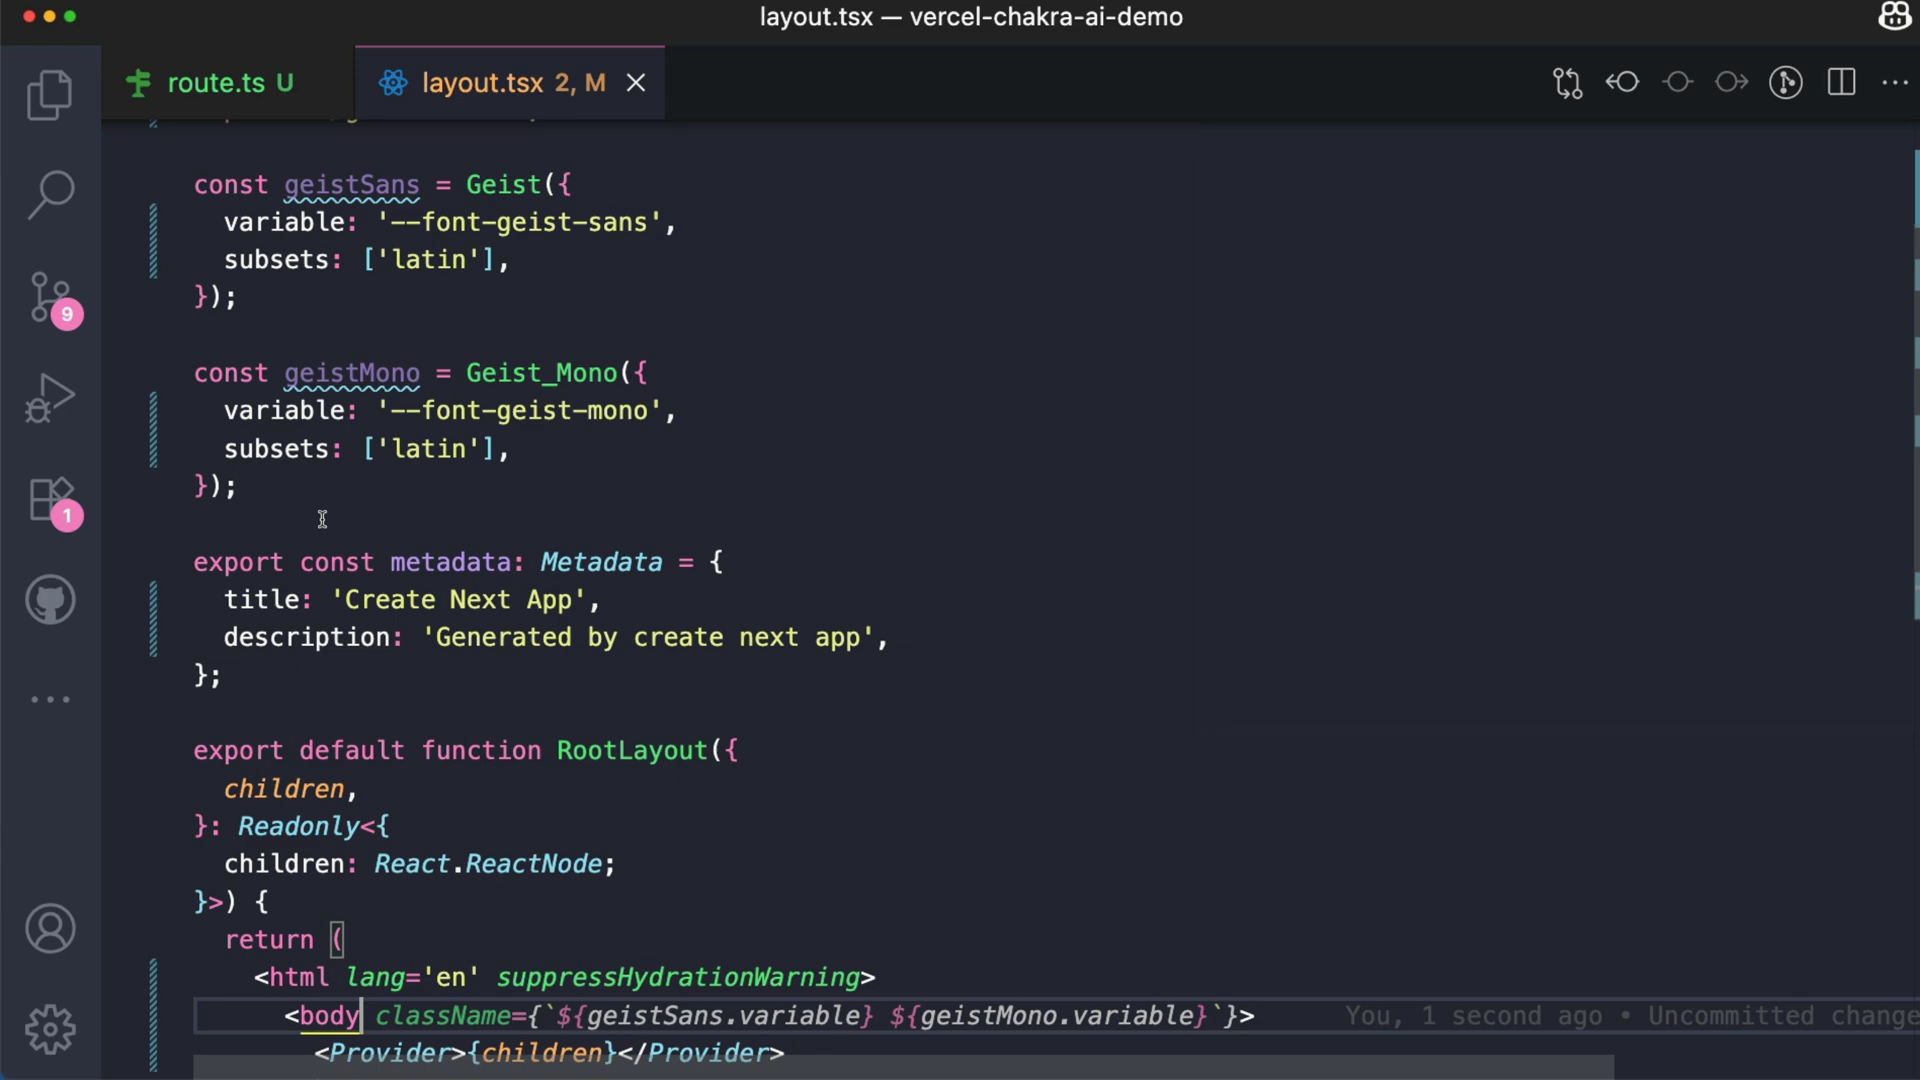 layout.tsx — vercel-chakra-ai-demo
route.ts U
layout.tsx 2, M
const geistSans = Geist({
variable: '--font-geist-sans',
subsets: ['latin'],
});
const geistMono = Geist_Mono({
variable: '--font-geist-mono',
subsets: ['latin'],
});
export const metadata: Metadata = {
title: 'Create Next App',
description: 'Generated by create next app',
};
export default function RootLayout({
children,
}: Readonly<{
children: React.ReactNode;
}>) {
return (
<html lang='en' suppressHydrationWarning>
<body className={`${geistSans.variable} ${geistMono.variable}`}> You, 1 second ago • Uncommitted change
<Provider>{children}</Provider>
9
1